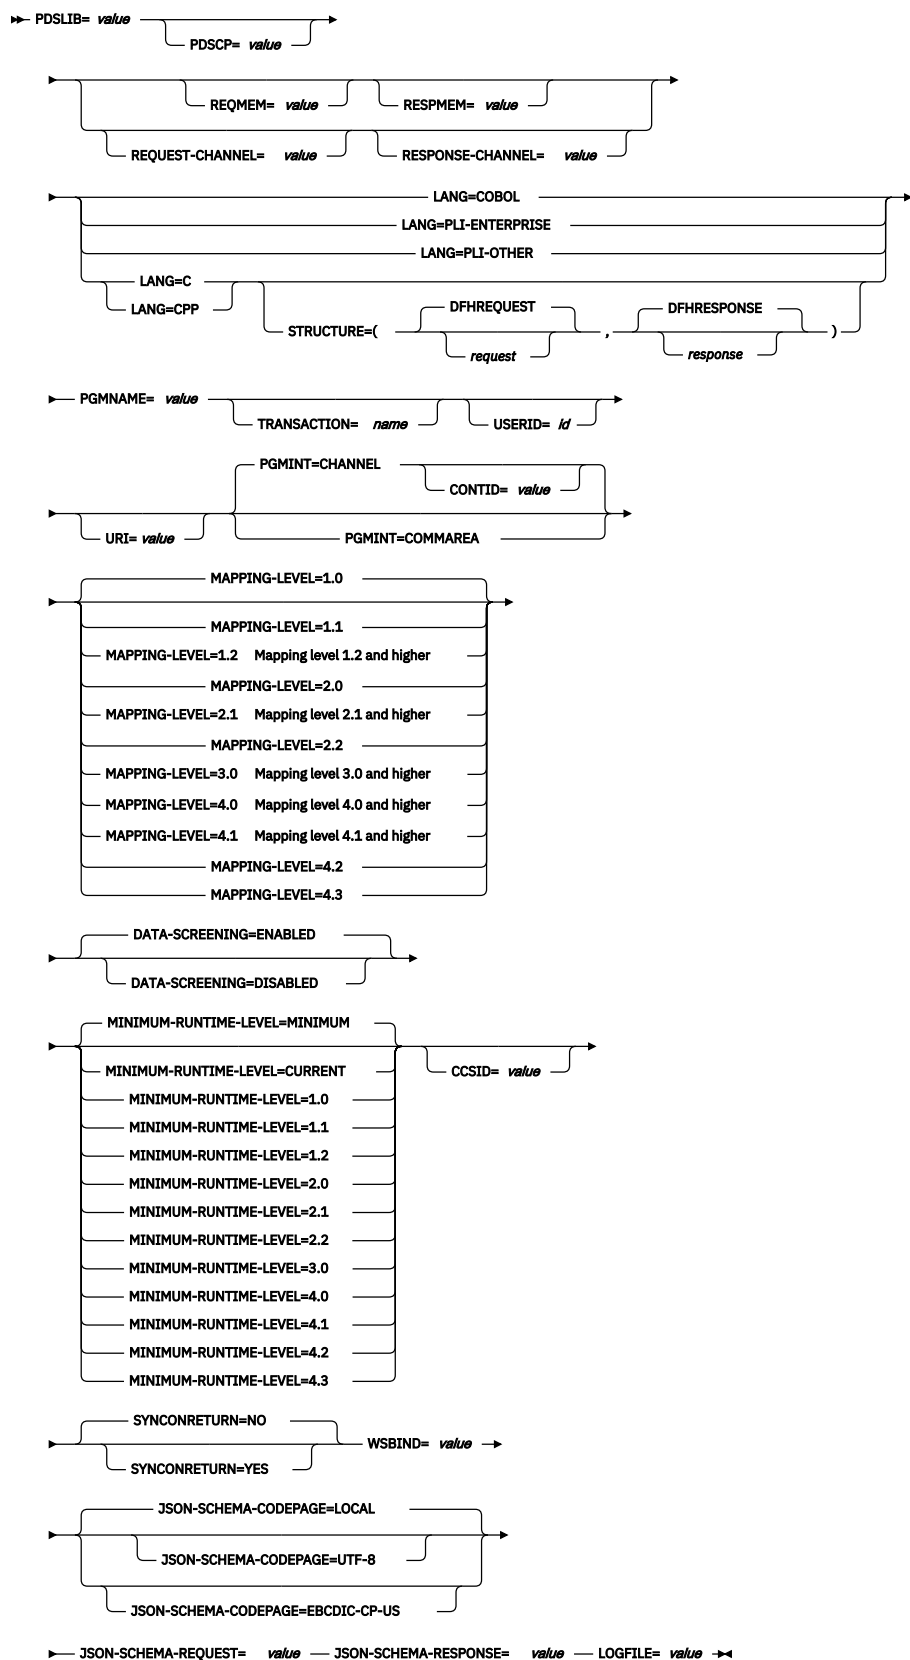 PDSLIB= value
PDSCP= value
REQMEM= value RESPMEM= value
REQUEST-CHANNEL= value RESPONSE-CHANNEL= value
LANG=COBOL
LANG=PLI-ENTERPRISE
LANG=PLI-OTHER
LANG=C
LANG=CPP
DFHREQUEST DFHRESPONSE
STRUCTURE=( , )
request response
PGMNAME= value
TRANSACTION= name USERID= id
PGMINT=CHANNEL
CONTID= value
URI= value
PGMINT=COMMAREA
MAPPING-LEVEL=1.0
MAPPING-LEVEL=1.1
MAPPING-LEVEL=1.2 Mapping level 1.2 and higher
MAPPING-LEVEL=2.0
MAPPING-LEVEL=2.1 Mapping level 2.1 and higher
MAPPING-LEVEL=2.2
MAPPING-LEVEL=3.0 Mapping level 3.0 and higher
MAPPING-LEVEL=4.0 Mapping level 4.0 and higher
MAPPING-LEVEL=4.1 Mapping level 4.1 and higher
MAPPING-LEVEL=4.2
MAPPING-LEVEL=4.3
DATA-SCREENING=ENABLED
DATA-SCREENING=DISABLED
MINIMUM-RUNTIME-LEVEL=MINIMUM
MINIMUM-RUNTIME-LEVEL=CURRENT CCSID= value
MINIMUM-RUNTIME-LEVEL=1.0
MINIMUM-RUNTIME-LEVEL=1.1
MINIMUM-RUNTIME-LEVEL=1.2
MINIMUM-RUNTIME-LEVEL=2.0
MINIMUM-RUNTIME-LEVEL=2.1
MINIMUM-RUNTIME-LEVEL=2.2
MINIMUM-RUNTIME-LEVEL=3.0
MINIMUM-RUNTIME-LEVEL=4.0
MINIMUM-RUNTIME-LEVEL=4.1
MINIMUM-RUNTIME-LEVEL=4.2
MINIMUM-RUNTIME-LEVEL=4.3
SYNCONRETURN=NO
WSBIND= value
SYNCONRETURN=YES
JSON-SCHEMA-CODEPAGE=LOCAL
JSON-SCHEMA-CODEPAGE=UTF-8
JSON-SCHEMA-CODEPAGE=EBCDIC-CP-US
JSON-SCHEMA-REQUEST= value JSON-SCHEMA-RESPONSE= value LOGFILE= value